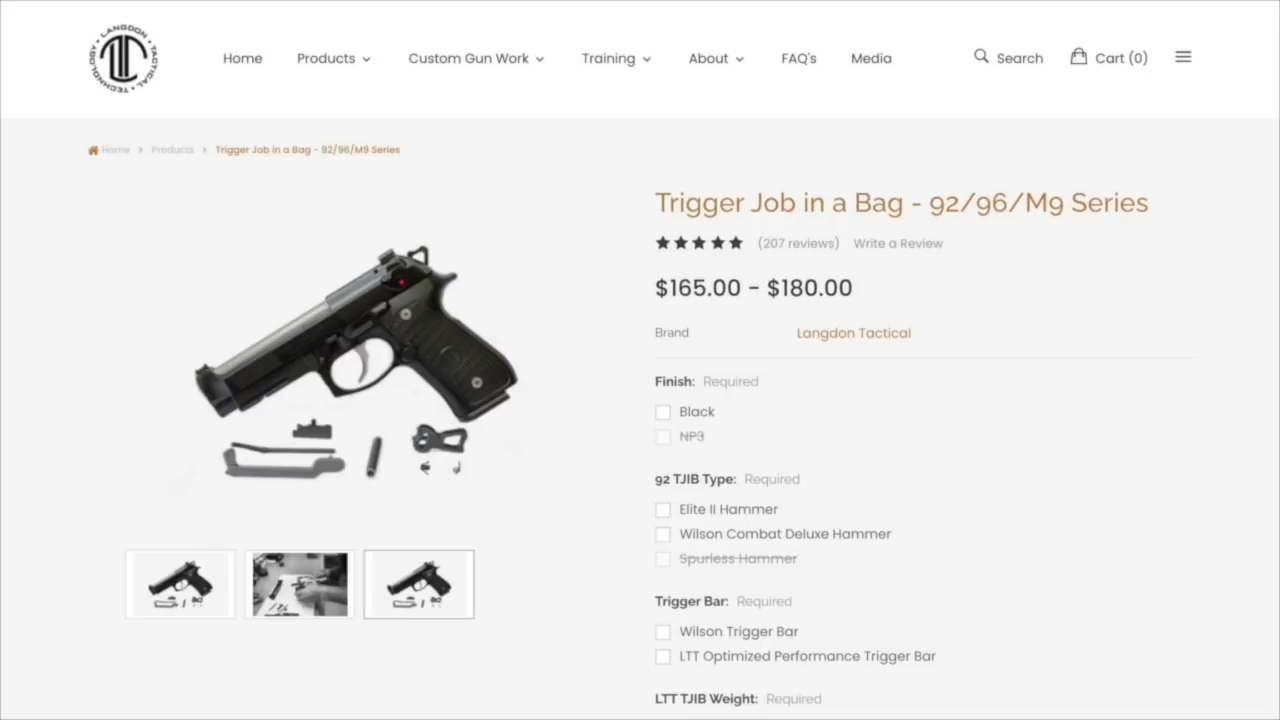 LANGDON TACTICAL TECHNOLOGY
Home Products Custom Gun Work Training About FAQ's Media Search Cart (0)
Home Products Trigger Job in a Bag - 92/96/M9 Series
Trigger Job in a Bag - 92/96/M9 Series
(207 reviews) Write a Review
$165.00 - $180.00
Brand Langdon Tactical
Finish: Required
Black
NP3
92 TJIB Type: Required
Elite II Hammer
Wilson Combat Deluxe Hammer
Spurless Hammer
Trigger Bar: Required
Wilson Trigger Bar
LTT Optimized Performance Trigger Bar
LTT TJIB Weight: Required